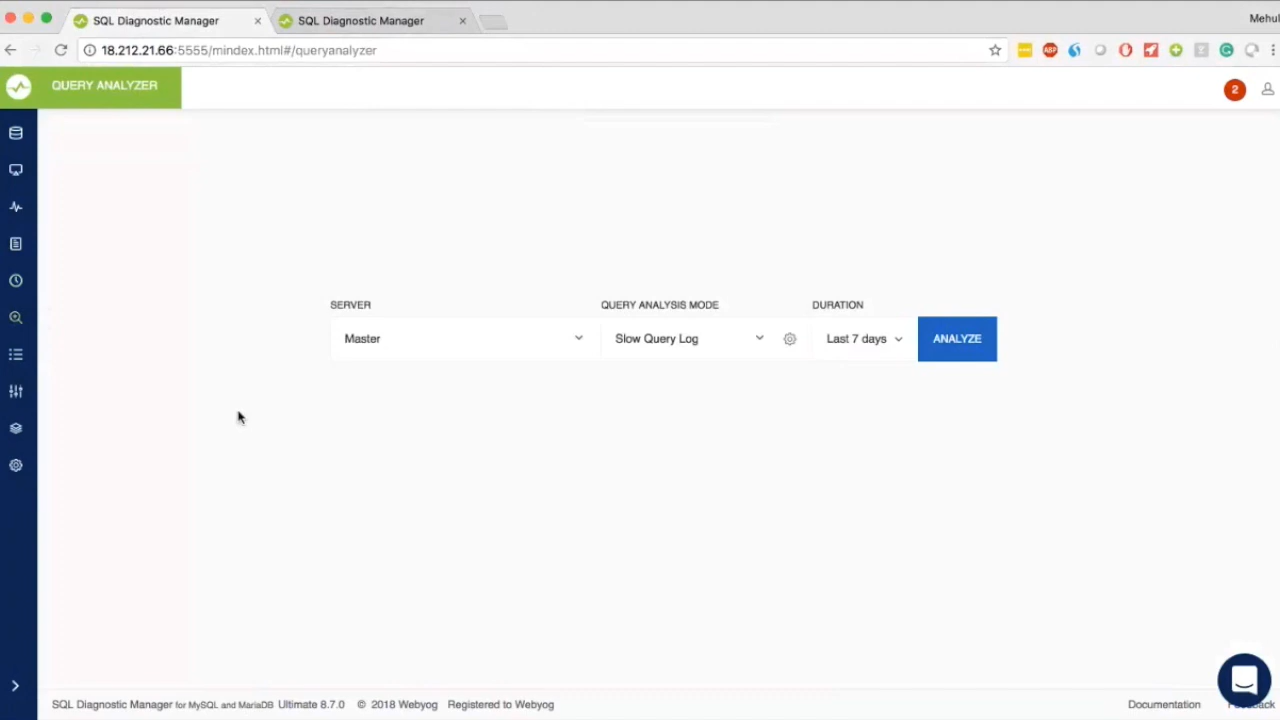 SQL Diagnostic Manager
SQL Diagnostic Manager
Mehul
18.212.21.66:5555/mindex.html#/queryanalyzer
ABP
QUERY ANALYZER
2
SERVER
QUERY ANALYSIS MODE
DURATION
Master
Slow Query Log
Last 7 days
ANALYZE
SQL Diagnostic Manager for MySQL and MariaDB Ultimate 8.7.0 © 2018 Webyog Registered to Webyog
Documentation